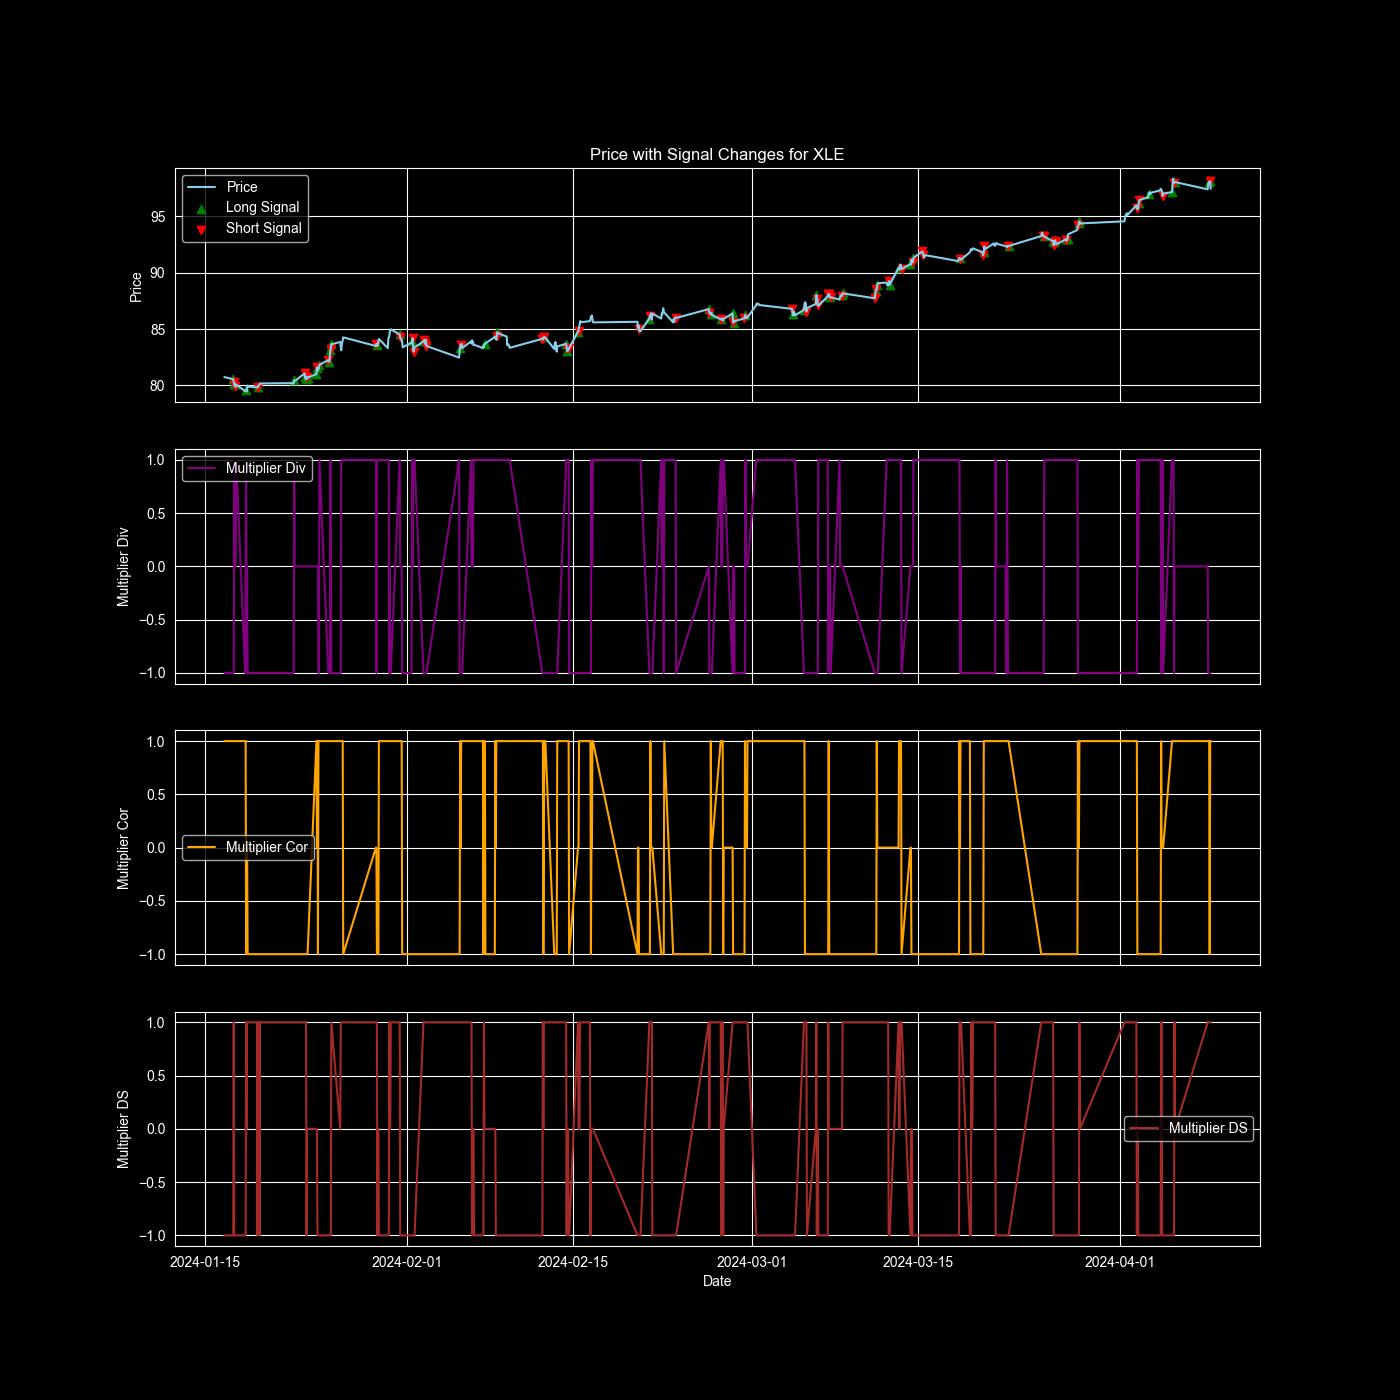 Price with Signal Changes for XLE
Price
Long Signal
Short Signal
95
90
85
80
Price
Multiplier Div
1.0
0.5
0.0
−0.5
−1.0
Multiplier Div
Multiplier Cor
1.0
0.5
0.0
−0.5
−1.0
Multiplier Cor
Multiplier DS
1.0
0.5
0.0
−0.5
−1.0
Multiplier DS
2024-01-15 2024-02-01 2024-02-15 2024-03-01 2024-03-15 2024-04-01
Date